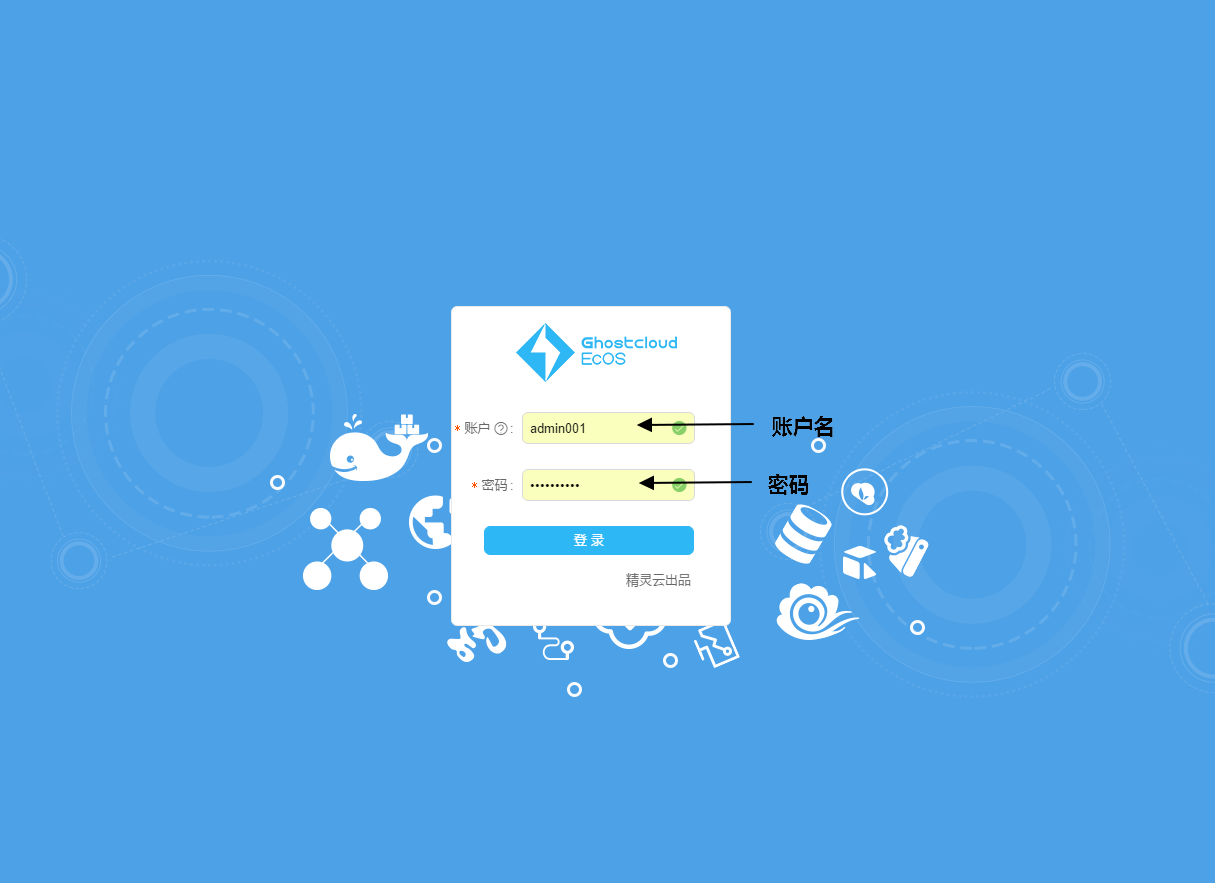 Ghostcloud
EcOS
* 账户 ? : admin001 账户名
* 密码 : •••••••••• 密码
登 录
精灵云出品